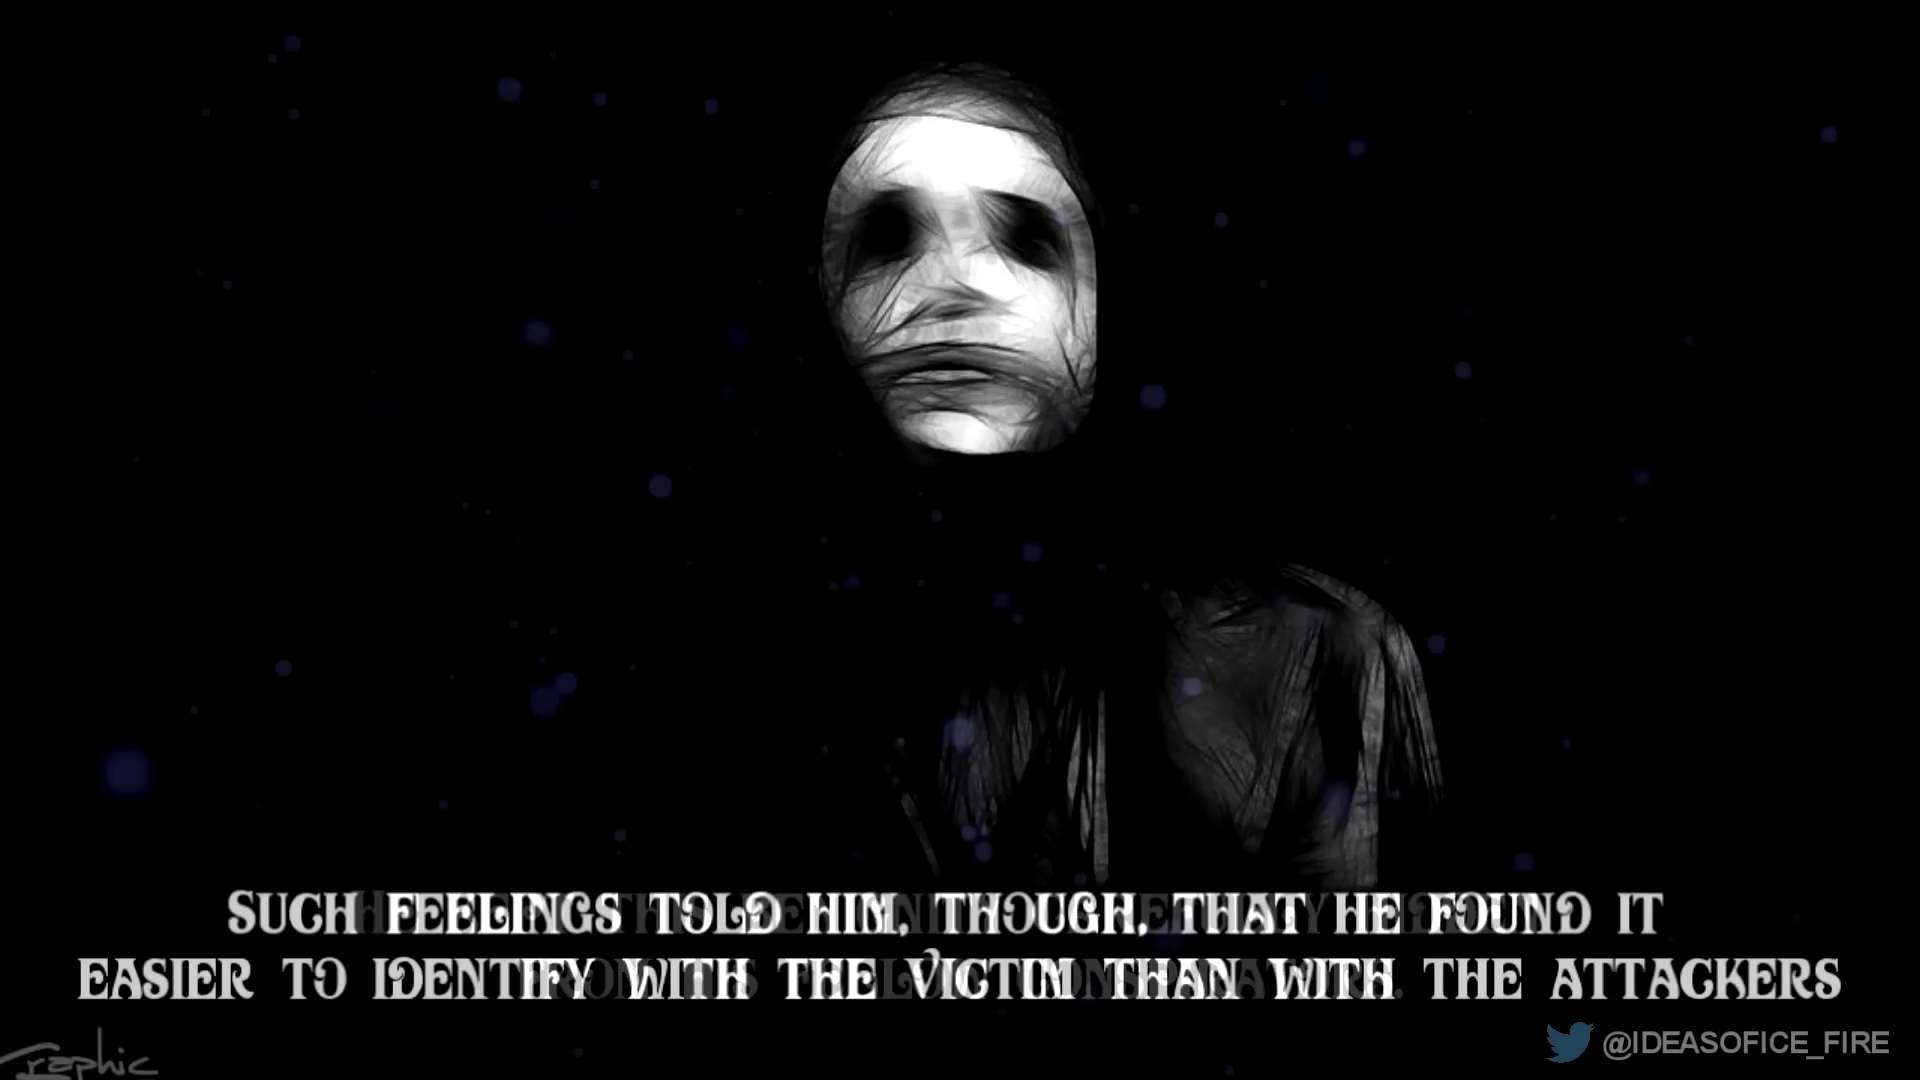 SUCH FEELINGS TOLD HIM, THOUGH, THAT HE FOUND IT
EASIER TO IDENTIFY WITH THE VICTIM THAN WITH THE ATTACKERS
Graphic
@IDEASOFICE_FIRE